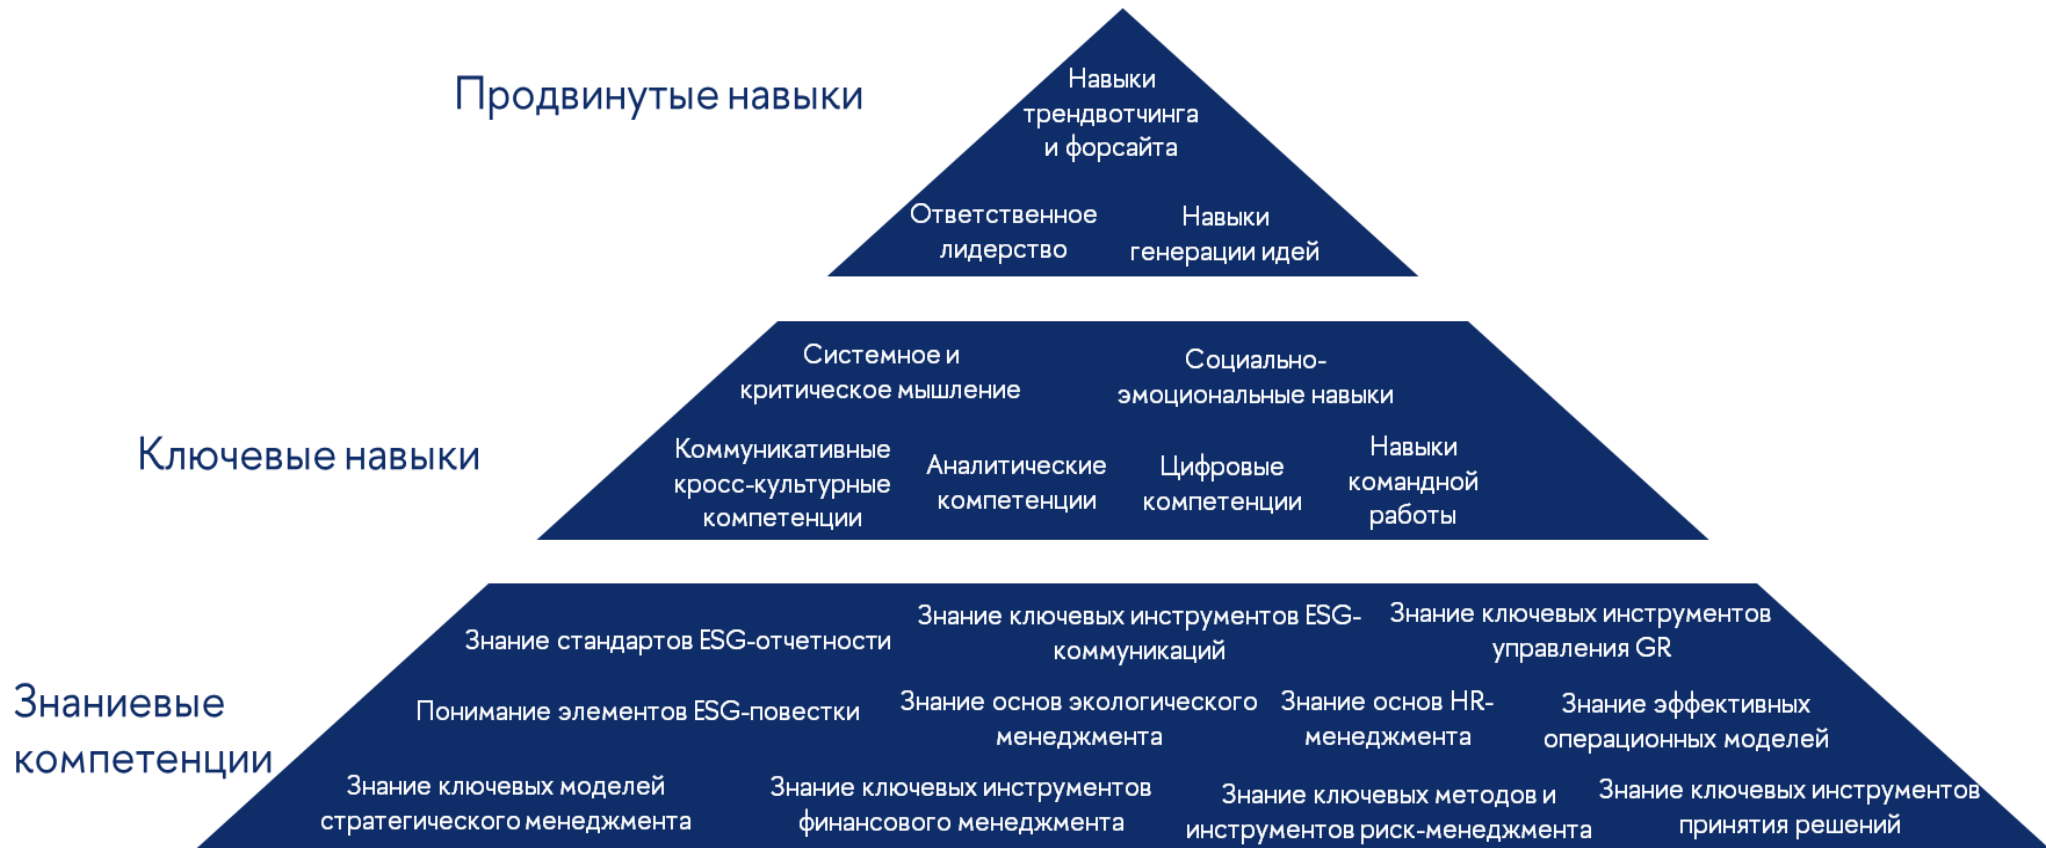 Продвинутые навыки
Навыки
трендвотчинга
и форсайта
Ответственное
лидерство
Навыки
генерации идей
Ключевые навыки
Системное и
критическое мышление
Социально-
эмоциональные навыки
Коммуникативные
кросс-культурные
компетенции
Аналитические
компетенции
Цифровые
компетенции
Навыки
командной
работы
Знаниевые
компетенции
Знание стандартов ESG-отчетности
Знание ключевых инструментов ESG-
коммуникаций
Знание ключевых инструментов
управления GR
Понимание элементов ESG-повестки
Знание основ экологического
менеджмента
Знание основ HR-
менеджмента
Знание эффективных
операционных моделей
Знание ключевых моделей
стратегического менеджмента
Знание ключевых инструментов
финансового менеджмента
Знание ключевых методов и
инструментов риск-менеджмента
Знание ключевых инструментов
принятия решений